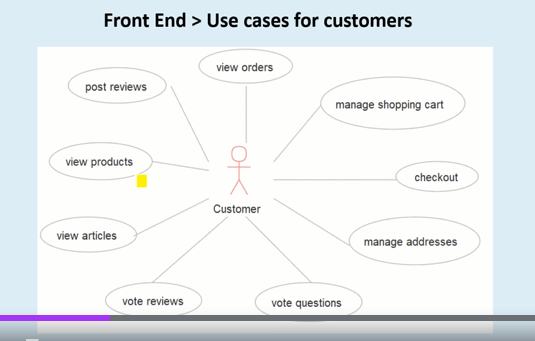 Front End > Use cases for customers
view orders
post reviews
manage shopping cart
view products
checkout
Customer
view articles
manage addresses
vote reviews
vote questions